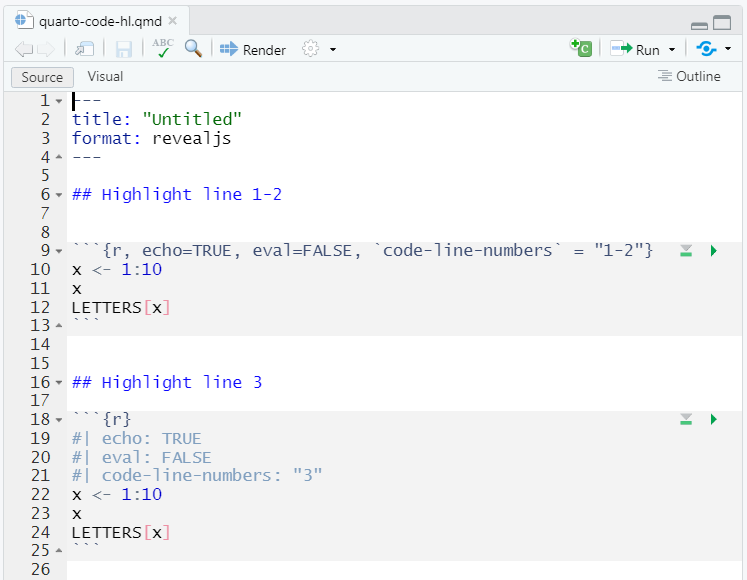 quarto-code-hl.qmd
ABC Render Run
Source Visual Outline
1 ---
2 title: "Untitled"
3 format: revealjs
4 ---
5
6 ## Highlight line 1-2
7
8
9 ```{r, echo=TRUE, eval=FALSE, `code-line-numbers` = "1-2"}
10 x <- 1:10
11 x
12 LETTERS[x]
13 ```
14
15
16 ## Highlight line 3
17
18 ```{r}
19 #| echo: TRUE
20 #| eval: FALSE
21 #| code-line-numbers: "3"
22 x <- 1:10
23 x
24 LETTERS[x]
25 ```
26